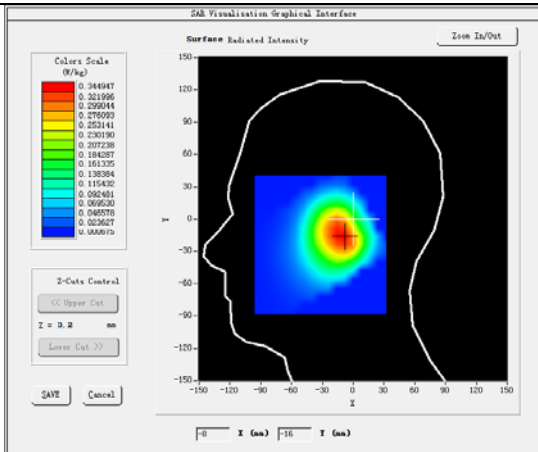 SAR Visualisation Graphical Interface
Surface Radiated Intensity
Zoom In/Out
Colors Scale
(W/kg)
0.344947
0.321996
0.299044
0.276093
0.253141
0.230190
0.207238
0.184287
0.161335
0.138384
0.115432
0.092481
0.069530
0.046578
0.023627
0.000675
150
120
90
60
30
0
-30
-60
-90
-120
-150
Y
-150 -120 -90 -60 -30 0 30 60 90 120 150
X
Z-Cuts Control
<< Upper Cut
Z = 3.2 mm
Lower Cut >>
SAVE Cancel
-8 X (mm) -16 Y (mm)